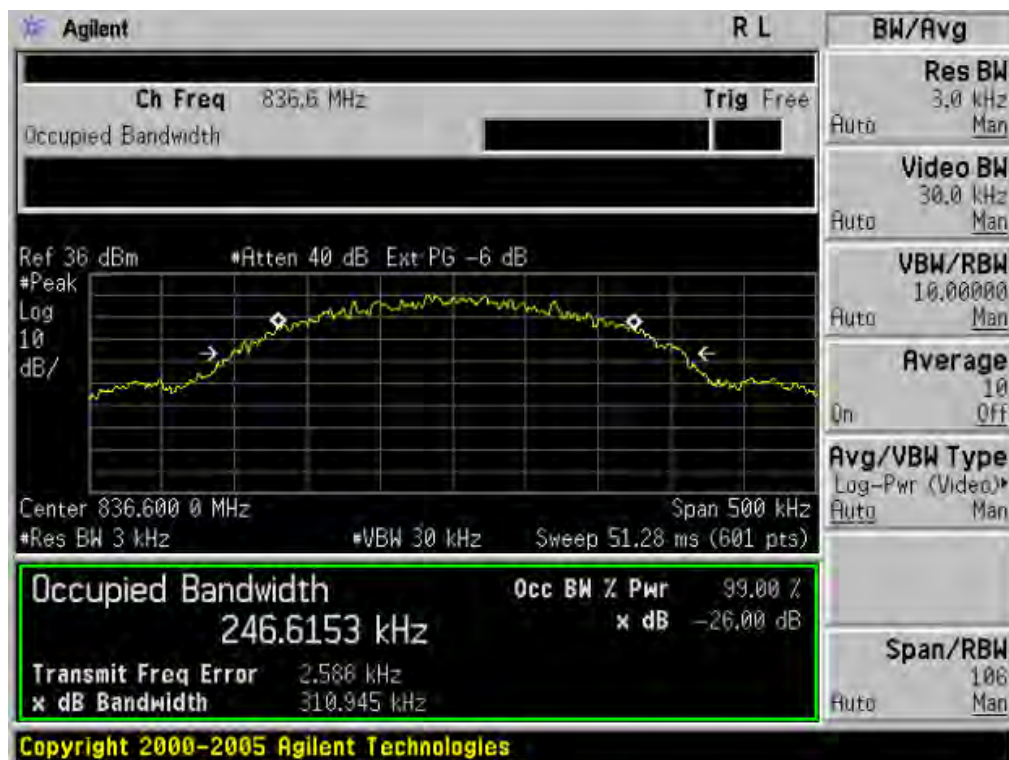 Agilent R L
Ch Freq 836.6 MHz Trig Free
Occupied Bandwidth
Ref 36 dBm #Atten 40 dB Ext PG -6 dB
#Peak
Log
10
dB/
Center 836.600 0 MHz Span 500 kHz
#Res BW 3 kHz #VBW 30 kHz Sweep 51.28 ms (601 pts)
Occupied Bandwidth Occ BW % Pwr 99.00 %
246.6153 kHz x dB -26.00 dB
Transmit Freq Error 2.586 kHz
x dB Bandwidth 310.945 kHz
Copyright 2000-2005 Agilent Technologies
BW/Avg
Res BW
3.0 kHz
Auto Man
Video BW
30.0 kHz
Auto Man
VBW/RBW
10.00000
Auto Man
Average
10
On Off
Avg/VBW Type
Log-Pwr (Video)▸
Auto Man
Span/RBW
106
Auto Man